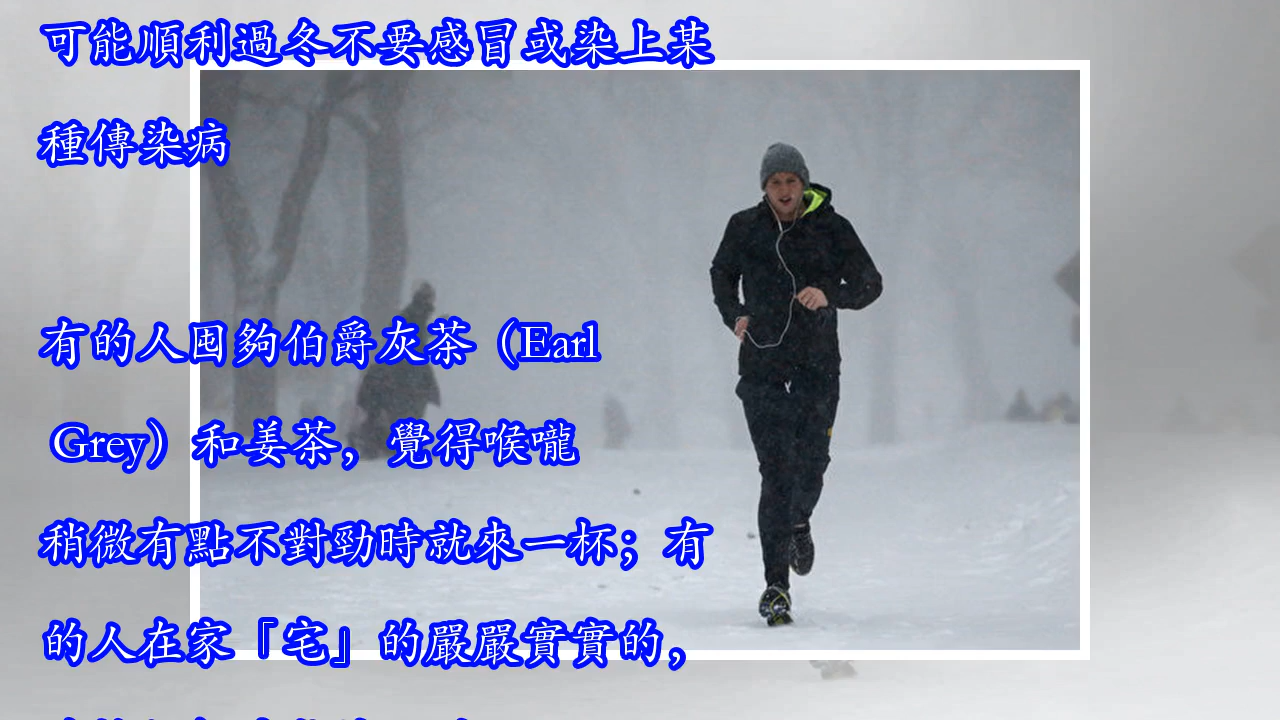 可能順利過冬不要感冒或染上某
種傳染病
有的人囤夠伯爵灰茶（Earl
Grey）和姜茶，覺得喉嚨
稍微有點不對勁時就來一杯；有
的人在家「宅」的嚴嚴實實的，